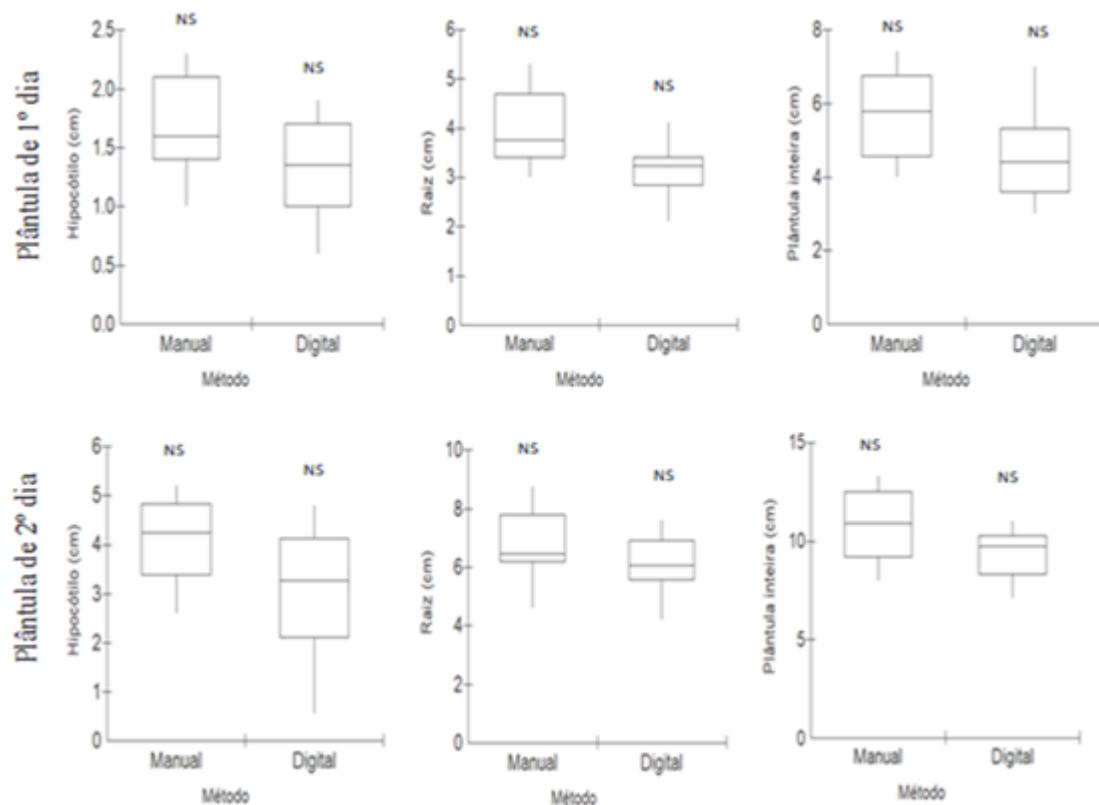 Plântula de 1º dia
Hipocótilo (cm)
2.5
2.0
1.5
1.0
0.5
0.0
NS
NS
Manual
Digital
Método
Raiz (cm)
6
5
4
3
2
1
0
NS
NS
Manual
Digital
Método
Plântula inteira (cm)
8
6
4
2
0
NS
NS
Manual
Digital
Método
Plântula de 2º dia
Hipocótilo (cm)
6
5
4
3
2
1
0
NS
NS
Manual
Digital
Método
Raiz (cm)
10
8
6
4
2
0
NS
NS
Manual
Digital
Método
Plântula inteira (cm)
15
10
5
0
NS
NS
Manual
Digital
Método